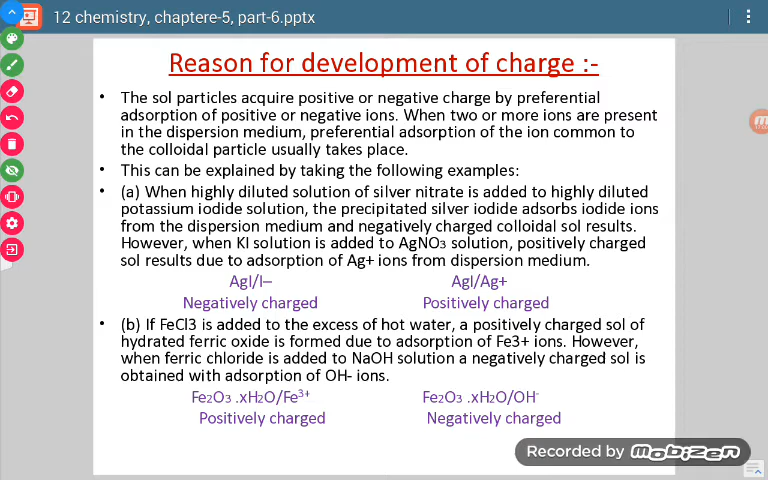 12 chemistry, chaptere-5, part-6.pptx
Reason for development of charge :-
• The sol particles acquire positive or negative charge by preferential
adsorption of positive or negative ions. When two or more ions are present
in the dispersion medium, preferential adsorption of the ion common to
the colloidal particle usually takes place.
• This can be explained by taking the following examples:
• (a) When highly diluted solution of silver nitrate is added to highly diluted
potassium iodide solution, the precipitated silver iodide adsorbs iodide ions
from the dispersion medium and negatively charged colloidal sol results.
However, when KI solution is added to AgNO3 solution, positively charged
sol results due to adsorption of Ag+ ions from dispersion medium.
AgI/I– AgI/Ag+
Negatively charged Positively charged
• (b) If FeCl3 is added to the excess of hot water, a positively charged sol of
hydrated ferric oxide is formed due to adsorption of Fe3+ ions. However,
when ferric chloride is added to NaOH solution a negatively charged sol is
obtained with adsorption of OH- ions.
Fe2O3 .xH2O/Fe³⁺ Fe2O3 .xH2O/OH⁻
Positively charged Negatively charged
Recorded by mobizen